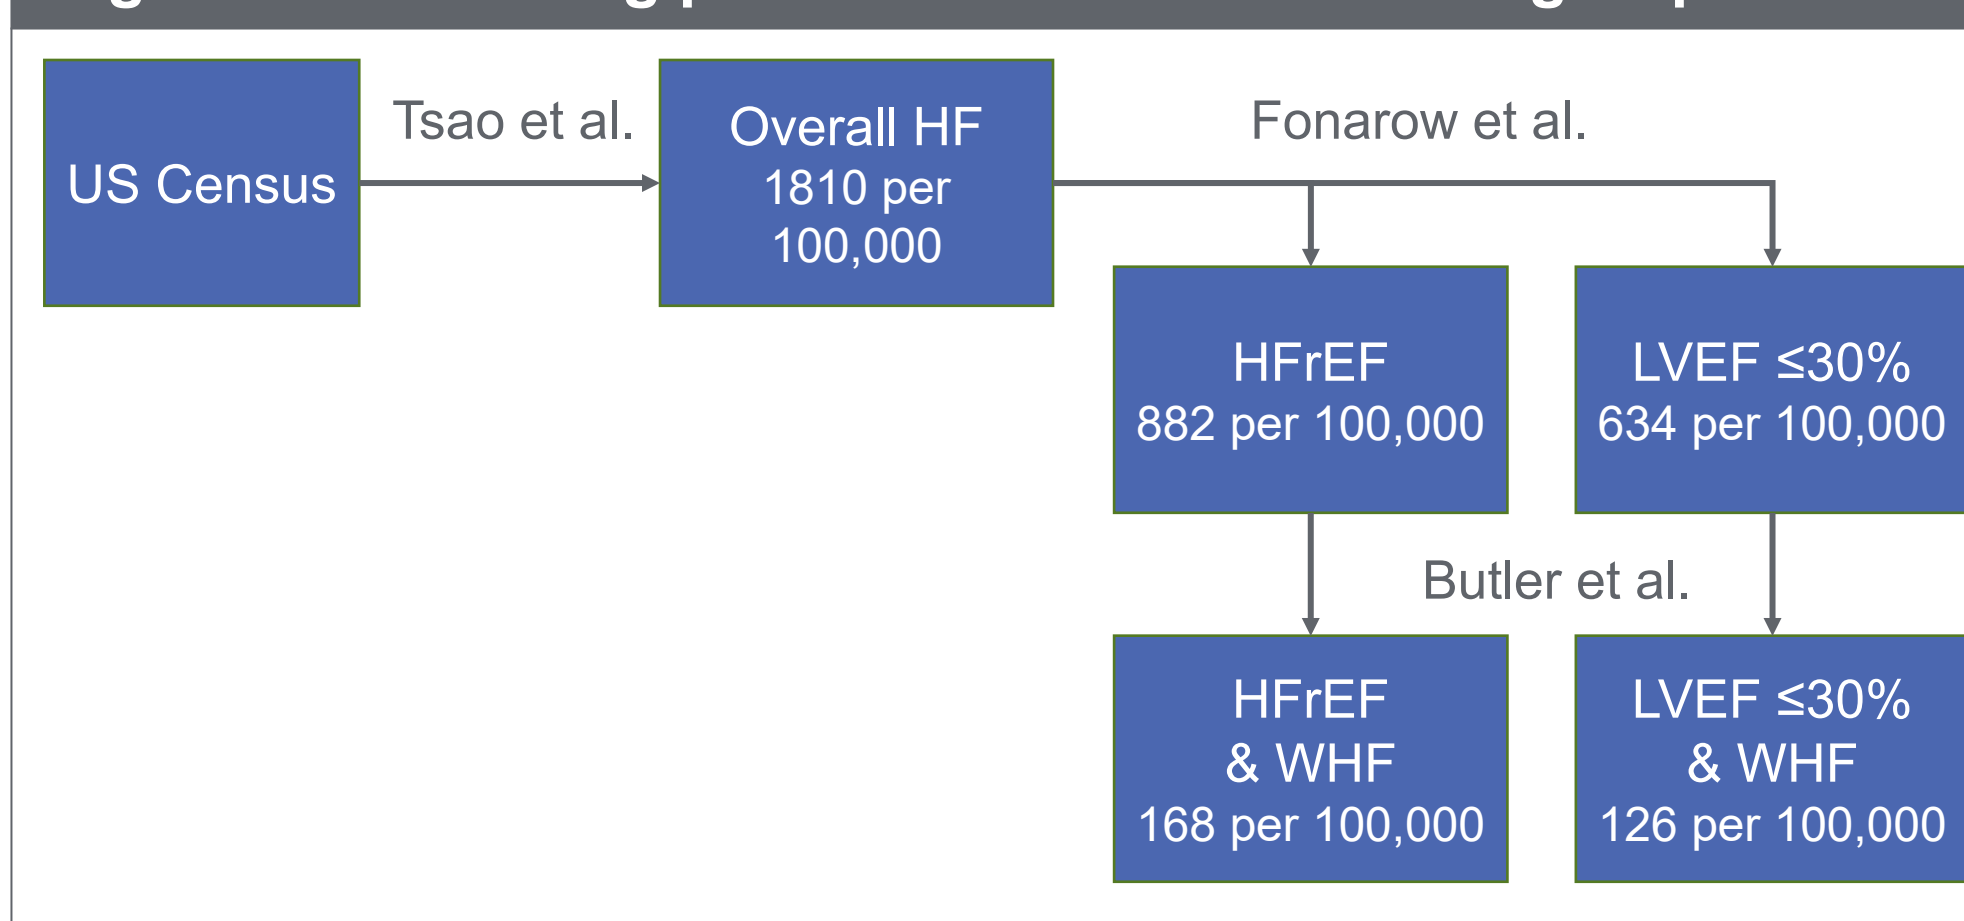 Tsao et al.
Fonarow et al.
US Census
Overall HF
1810 per
100,000
HFrEF
882 per 100,000
LVEF ≤30%
634 per 100,000
Butler et al.
HFrEF
& WHF
168 per 100,000
LVEF ≤30%
& WHF
126 per 100,000